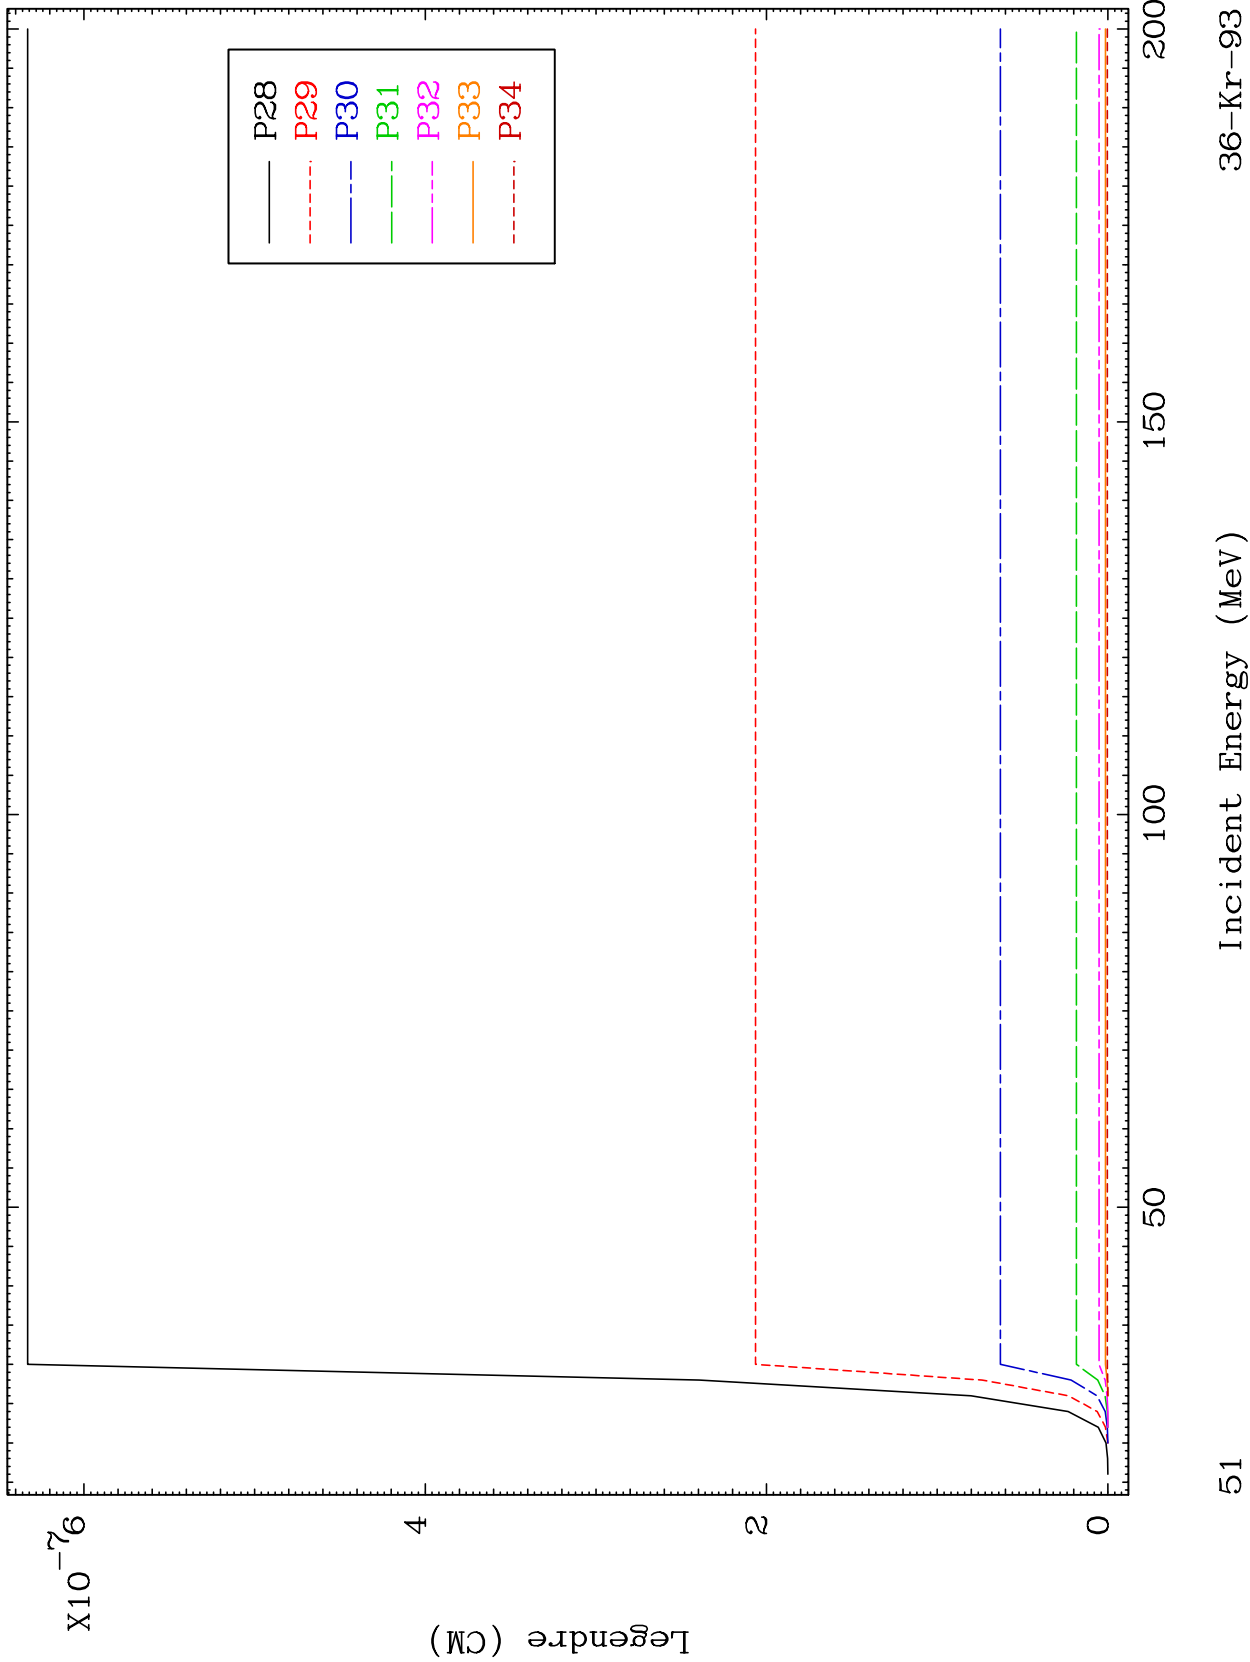 X10-7
6
4
2
0
Legendre (CM)
P28
P29
P30
P31
P32
P33
P34
50
100
150
200
Incident Energy (MeV)
51
36-Kr-93